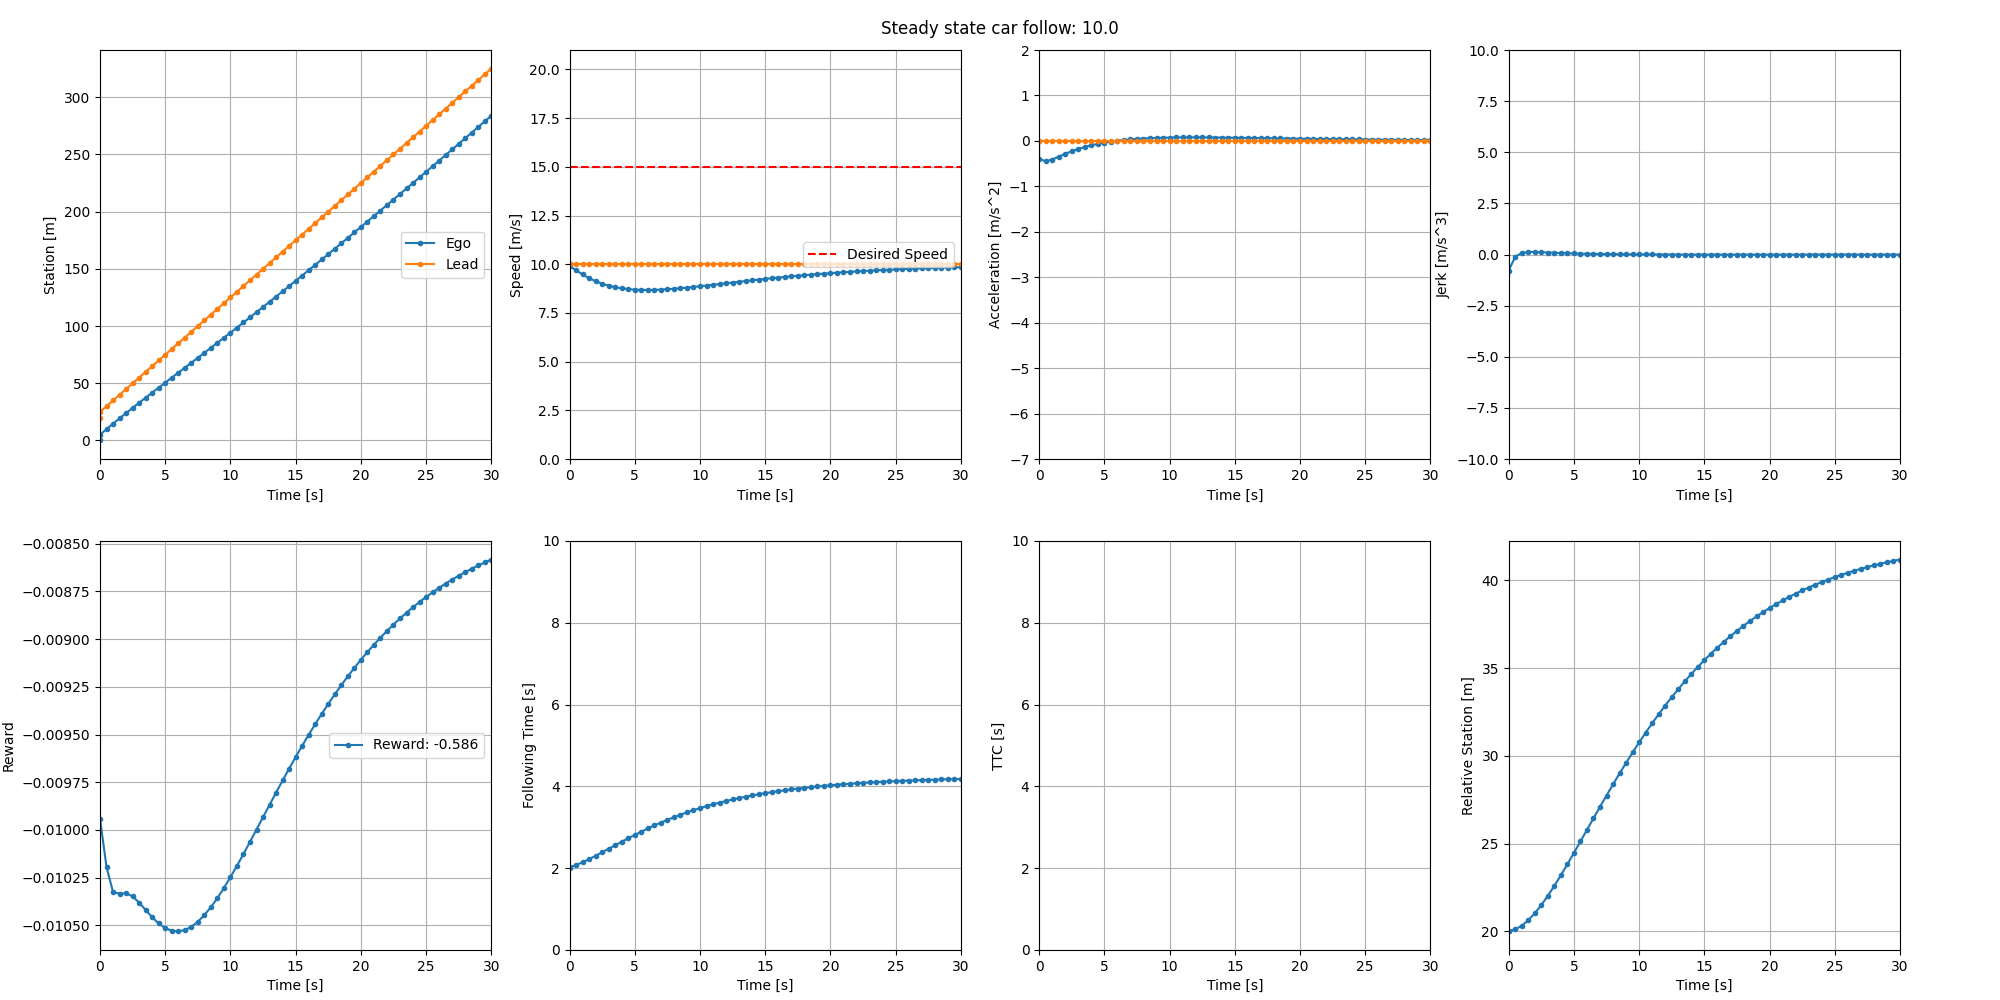 Steady state car follow: 10.0
Station [m]
300
250
200
150
100
50
0
Ego
Lead
0 5 10 15 20 25 30
Time [s]
Speed [m/s]
20.0
17.5
15.0
12.5
10.0
7.5
5.0
2.5
0.0
Desired Speed
0 5 10 15 20 25 30
Time [s]
Acceleration [m/s^2]
2
1
0
−1
−2
−3
−4
−5
−6
−7
0 5 10 15 20 25 30
Time [s]
Jerk [m/s^3]
10.0
7.5
5.0
2.5
0.0
−2.5
−5.0
−7.5
−10.0
0 5 10 15 20 25 30
Time [s]
Reward
−0.00850
−0.00875
−0.00900
−0.00925
−0.00950
−0.00975
−0.01000
−0.01025
−0.01050
Reward: -0.586
0 5 10 15 20 25 30
Time [s]
Following Time [s]
10
8
6
4
2
0
0 5 10 15 20 25 30
Time [s]
TTC [s]
10
8
6
4
2
0
0 5 10 15 20 25 30
Time [s]
Relative Station [m]
40
35
30
25
20
0 5 10 15 20 25 30
Time [s]